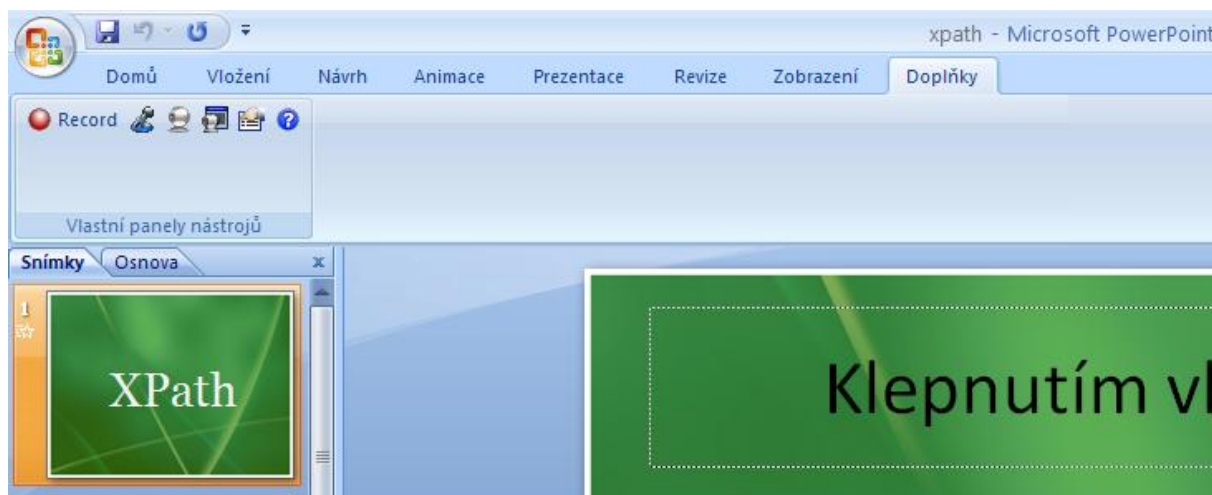 xpath - Microsoft PowerPoint
Domů Vložení Návrh Animace Prezentace Revize Zobrazení Doplňky
Record
Vlastní panely nástrojů
Snímky Osnova
1
XPath
Klepnutím vl